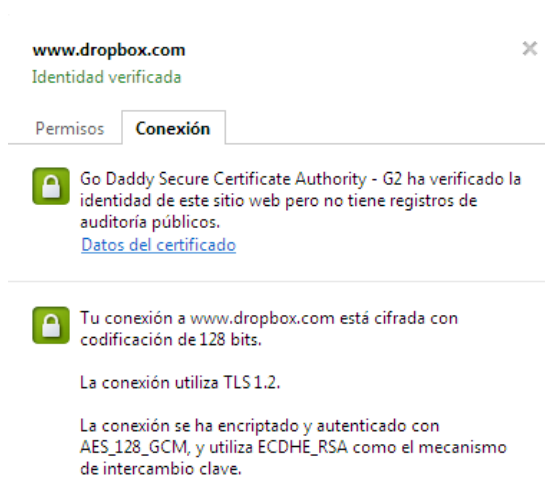 www.dropbox.com
Identidad verificada
Permisos Conexión
Go Daddy Secure Certificate Authority - G2 ha verificado la
identidad de este sitio web pero no tiene registros de
auditoría públicos.
Datos del certificado
Tu conexión a www.dropbox.com está cifrada con
codificación de 128 bits.
La conexión utiliza TLS 1.2.
La conexión se ha encriptado y autenticado con
AES_128_GCM, y utiliza ECDHE_RSA como el mecanismo
de intercambio clave.